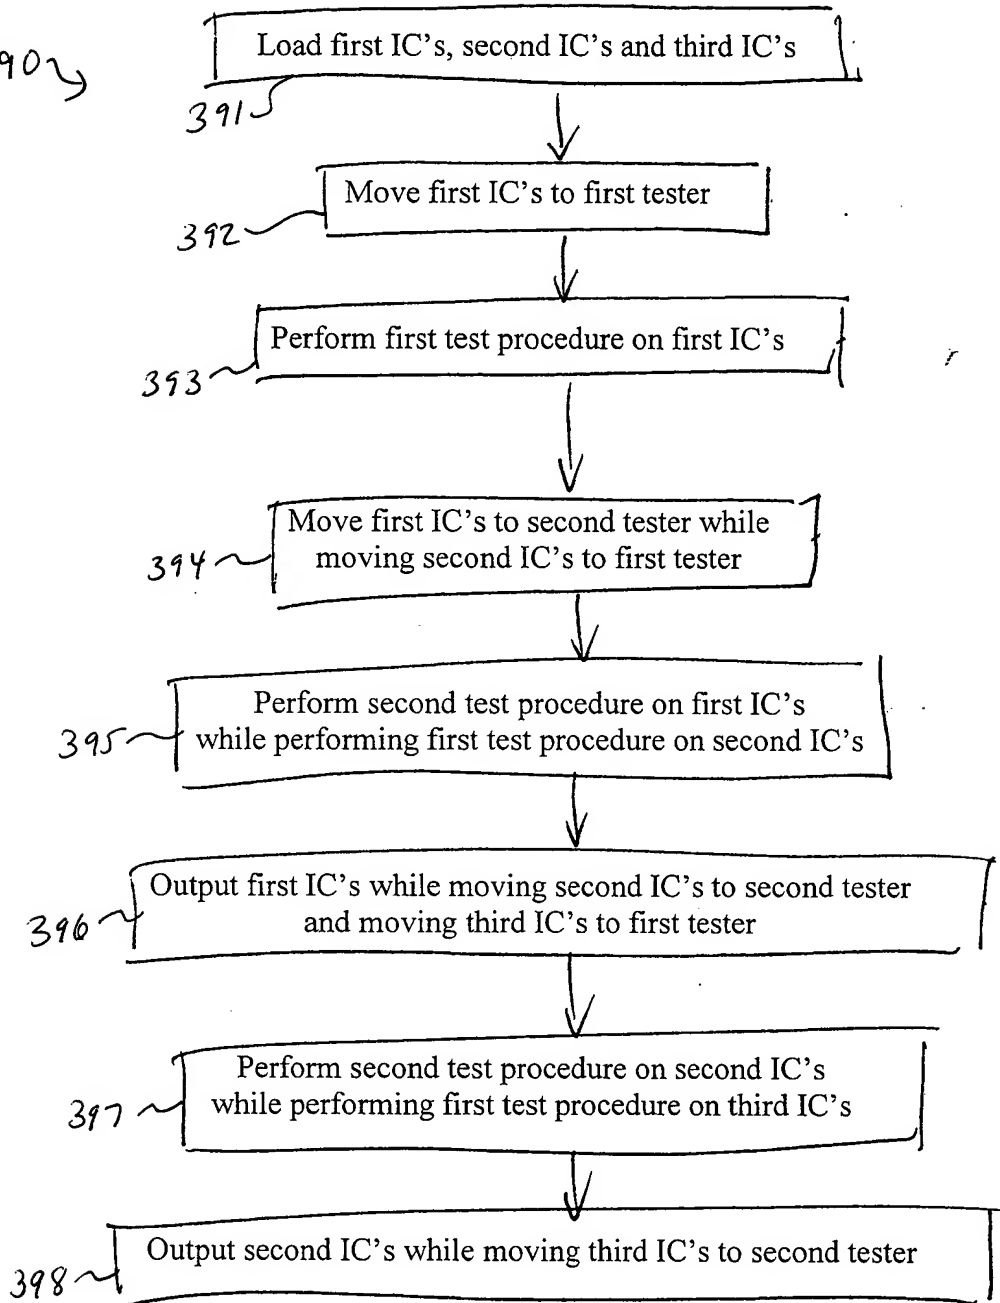 90
Load first IC's, second IC's and third IC's
391
Move first IC's to first tester
392
Perform first test procedure on first IC's
393
Move first IC's to second tester while
moving second IC's to first tester
394
Perform second test procedure on first IC's
while performing first test procedure on second IC's
395
Output first IC's while moving second IC's to second tester
and moving third IC's to first tester
396
Perform second test procedure on second IC's
while performing first test procedure on third IC's
397
Output second IC's while moving third IC's to second tester
398